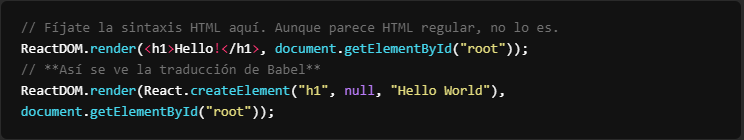 // Fíjate la sintaxis HTML aquí. Aunque parece HTML regular, no lo es.
ReactDOM.render(<h1>Hello!</h1>, document.getElementById("root"));
// **Así se ve la traducción de Babel**
ReactDOM.render(React.createElement("h1", null, "Hello World"),
document.getElementById("root"));